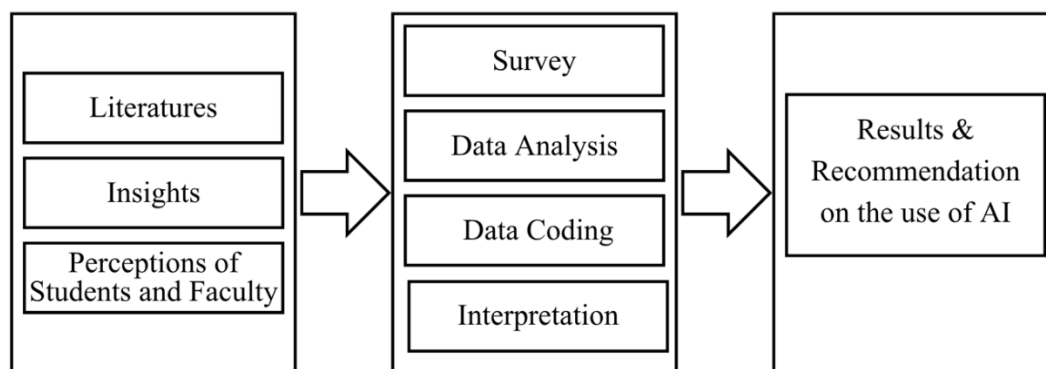 Literatures
Insights
Perceptions of
Students and Faculty
Survey
Data Analysis
Data Coding
Interpretation
Results &
Recommendation
on the use of AI